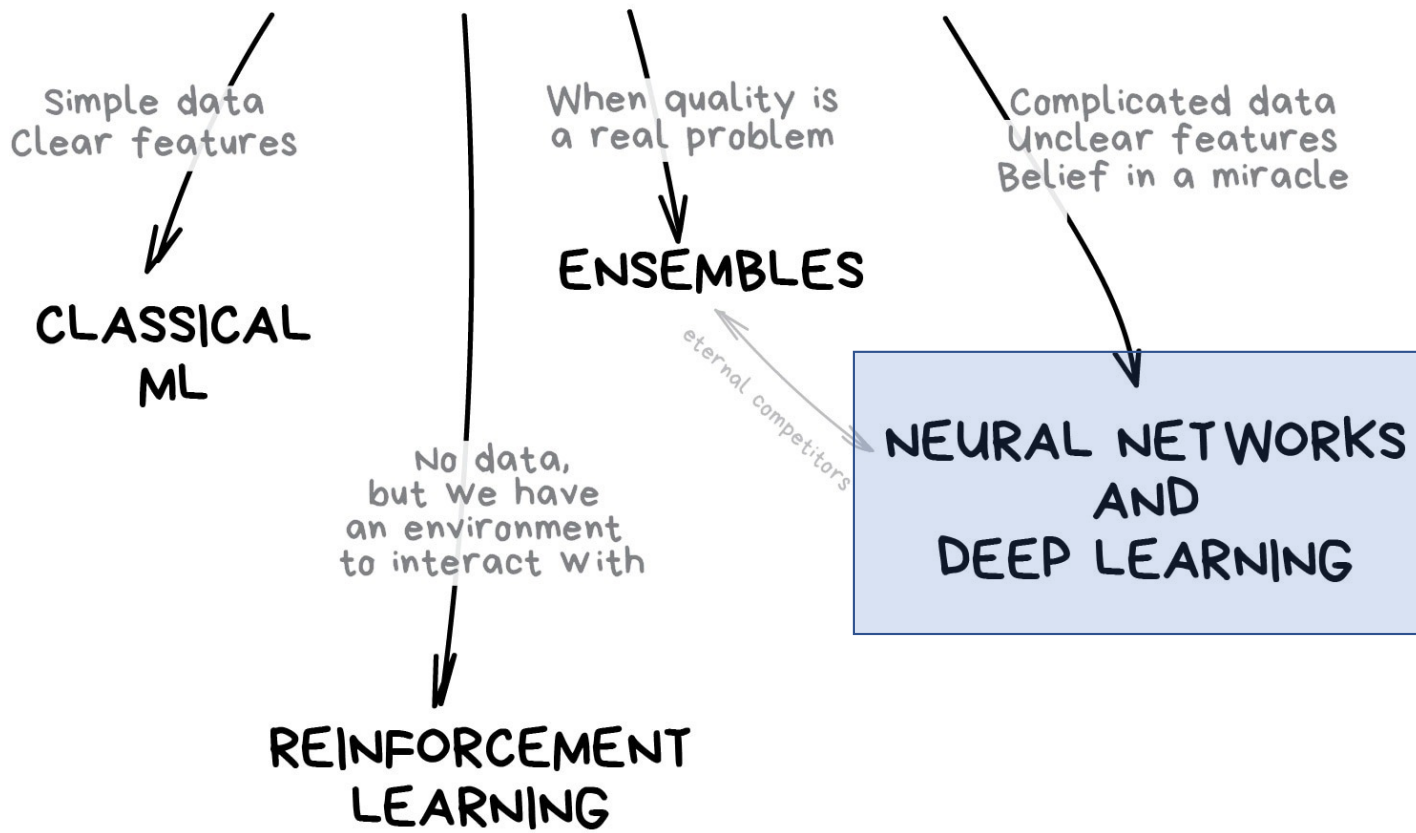 Simple data
Clear features
CLASSICAL
ML
No data,
but we have
an environment
to interact with
REINFORCEMENT
LEARNING
When quality is
a real problem
ENSEMBLES
eternal competitors
Complicated data
Unclear features
Belief in a miracle
NEURAL NETWORKS
AND
DEEP LEARNING